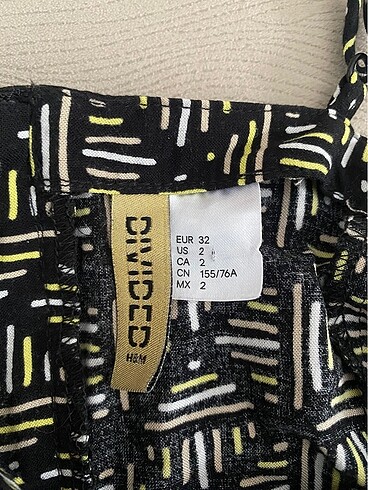 DIVIDED
H&M
EUR 32
US 2
CA 2
CN 155/76A
MX 2